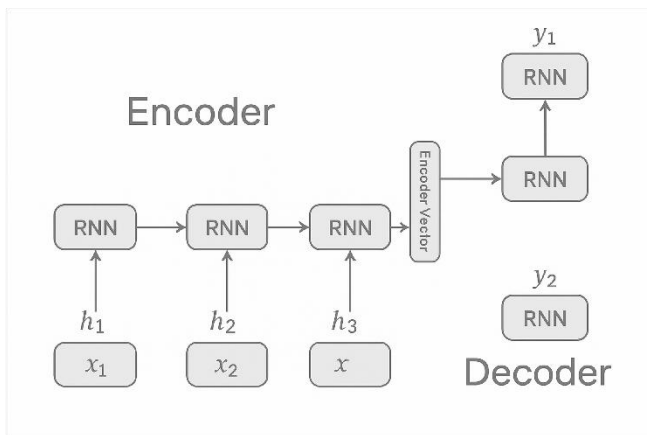 Encoder
RNN
RNN
RNN
h₁
h₂
h₃
x₁
x₂
x
Encoder Vector
y₁
RNN
RNN
y₂
RNN
Decoder